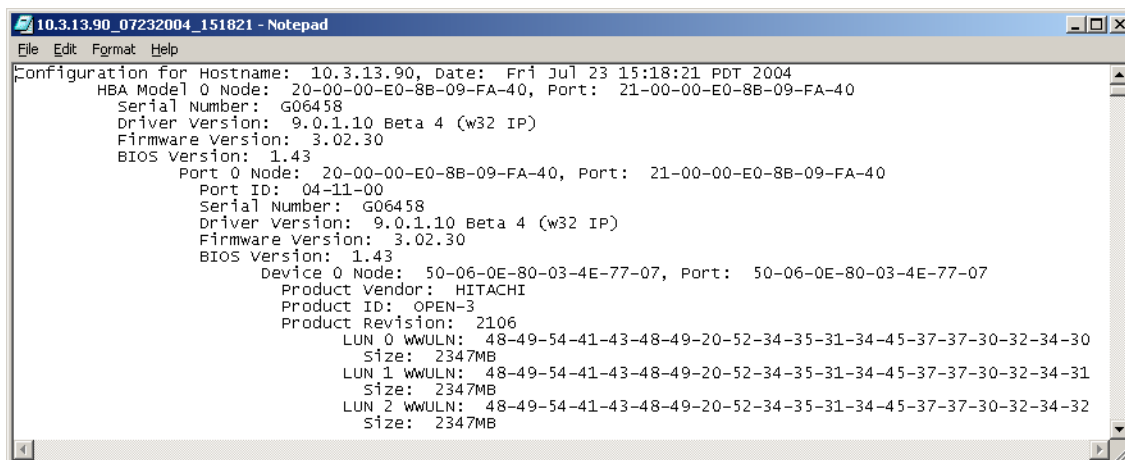 10.3.13.90_07232004_151821 - Notepad
File Edit Format Help
Configuration for Hostname: 10.3.13.90, Date: Fri Jul 23 15:18:21 PDT 2004
HBA Model 0 Node: 20-00-00-E0-8B-09-FA-40, Port: 21-00-00-E0-8B-09-FA-40
Serial Number: G06458
Driver Version: 9.0.1.10 Beta 4 (w32 IP)
Firmware Version: 3.02.30
BIOS Version: 1.43
Port 0 Node: 20-00-00-E0-8B-09-FA-40, Port: 21-00-00-E0-8B-09-FA-40
Port ID: 04-11-00
Serial Number: G06458
Driver Version: 9.0.1.10 Beta 4 (w32 IP)
Firmware Version: 3.02.30
BIOS Version: 1.43
Device 0 Node: 50-06-0E-80-03-4E-77-07, Port: 50-06-0E-80-03-4E-77-07
Product Vendor: HITACHI
Product ID: OPEN-3
Product Revision: 2106
LUN 0 WWULN: 48-49-54-41-43-48-49-20-52-34-35-31-34-45-37-37-30-32-34-30
Size: 2347MB
LUN 1 WWULN: 48-49-54-41-43-48-49-20-52-34-35-31-34-45-37-37-30-32-34-31
Size: 2347MB
LUN 2 WWULN: 48-49-54-41-43-48-49-20-52-34-35-31-34-45-37-37-30-32-34-32
Size: 2347MB